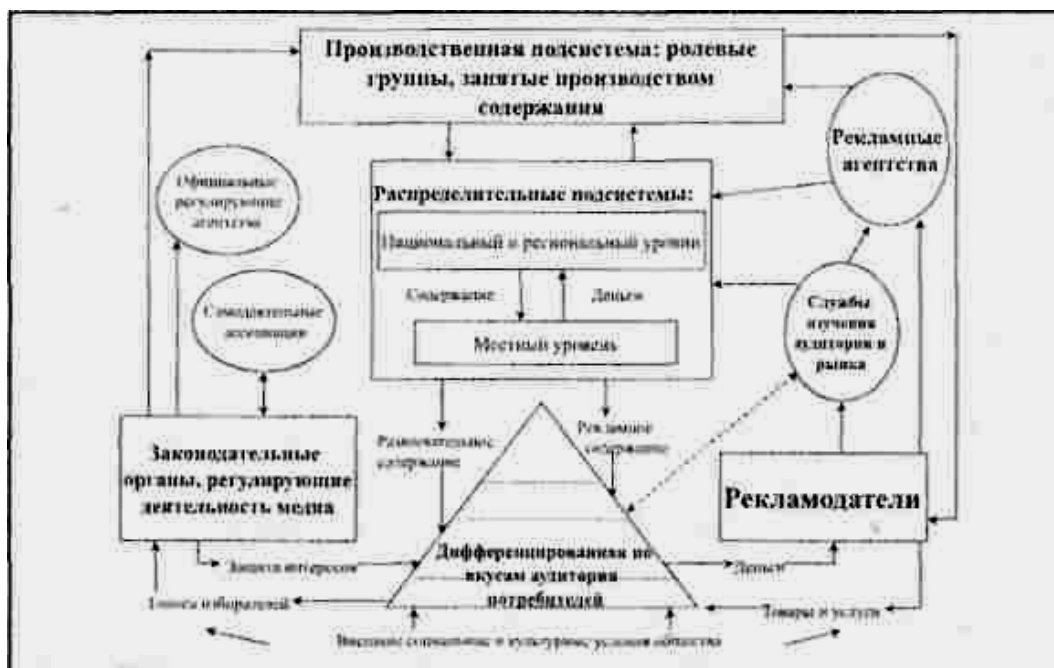 Производственная подсистема: ролевые
группы, занятые производством
содержания
Рекламные
агентства
Официальные
регулирующие
агентства
Распределительные подсистемы:
Национальный и региональный уровни
Содержание
Деньги
Местный уровень
Службы
изучения
аудитории и
рынка
Самодеятельные
ассоциации
Законодательные
органы, регулирующие
деятельность медиа
Развлекательное
содержание
Рекламное
содержание
Рекламодатели
Дифференцированная по
вкусам аудитория
потребителей
Защита интересов
Деньги
Голоса избирателей
Товары и услуги
Внешние социальные и культурные условия общества